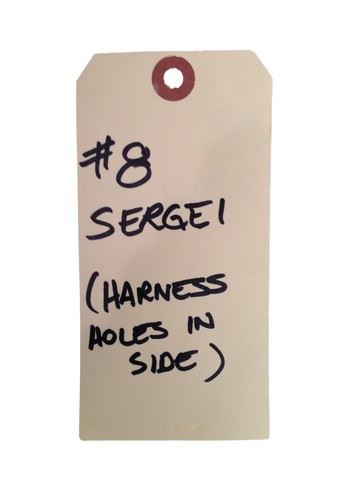 #8
SERGEI
(HARNESS
HOLES IN
SIDE)